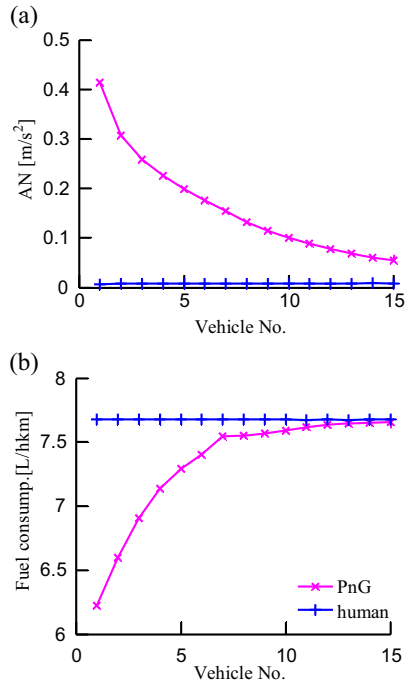 (a)
0.5
0.4
0.3
0.2
0.1
0
AN [m/s²]
0 5 10 15
Vehicle No.
(b)
8
7.5
7
6.5
6
Fuel consump.[L/hkm]
PnG
human
0 5 10 15
Vehicle No.